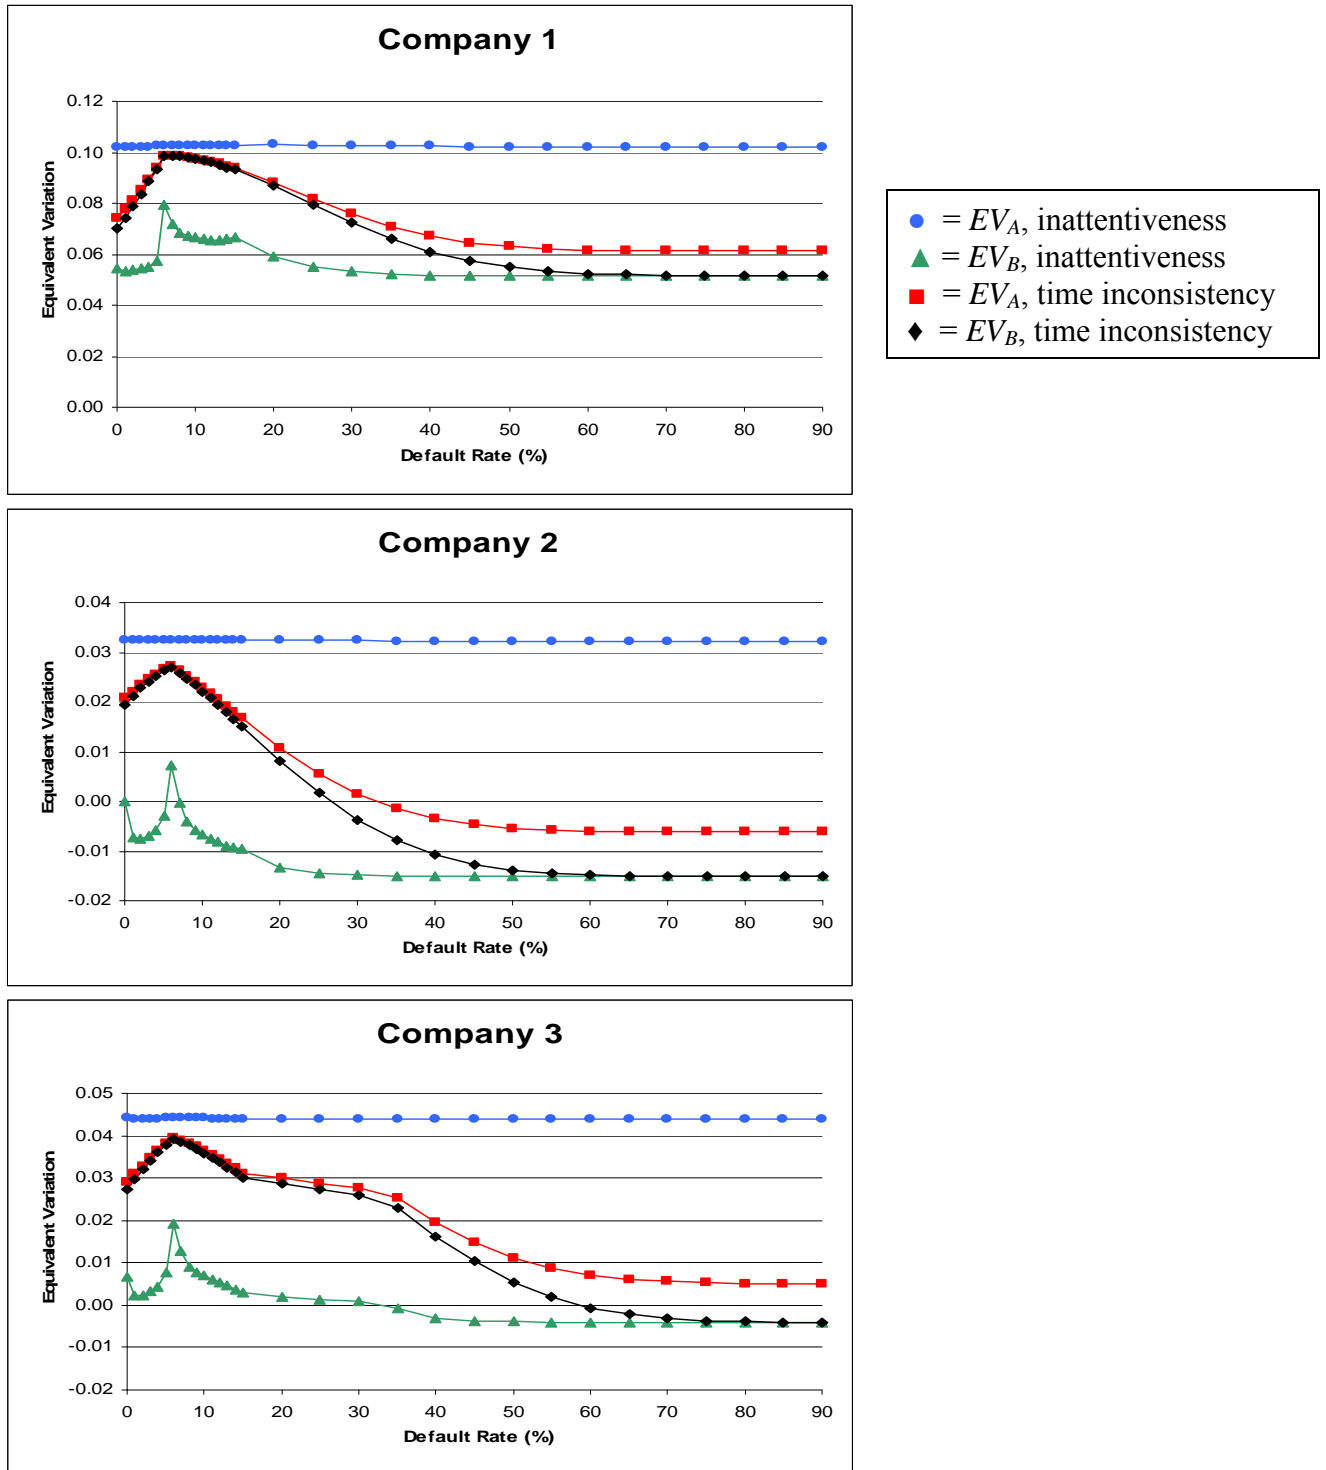 Company 1
0.12
0.10
0.08
0.06
0.04
0.02
0.00
Equivalent Variation
0 10 20 30 40 50 60 70 80 90
Default Rate (%)
= EVA, inattentiveness
= EVB, inattentiveness
= EVA, time inconsistency
= EVB, time inconsistency
Company 2
0.04
0.03
0.02
0.01
0.00
-0.01
-0.02
Equivalent Variation
0 10 20 30 40 50 60 70 80 90
Default Rate (%)
Company 3
0.05
0.04
0.03
0.02
0.01
0.00
-0.01
-0.02
Equivalent Variation
0 10 20 30 40 50 60 70 80 90
Default Rate (%)